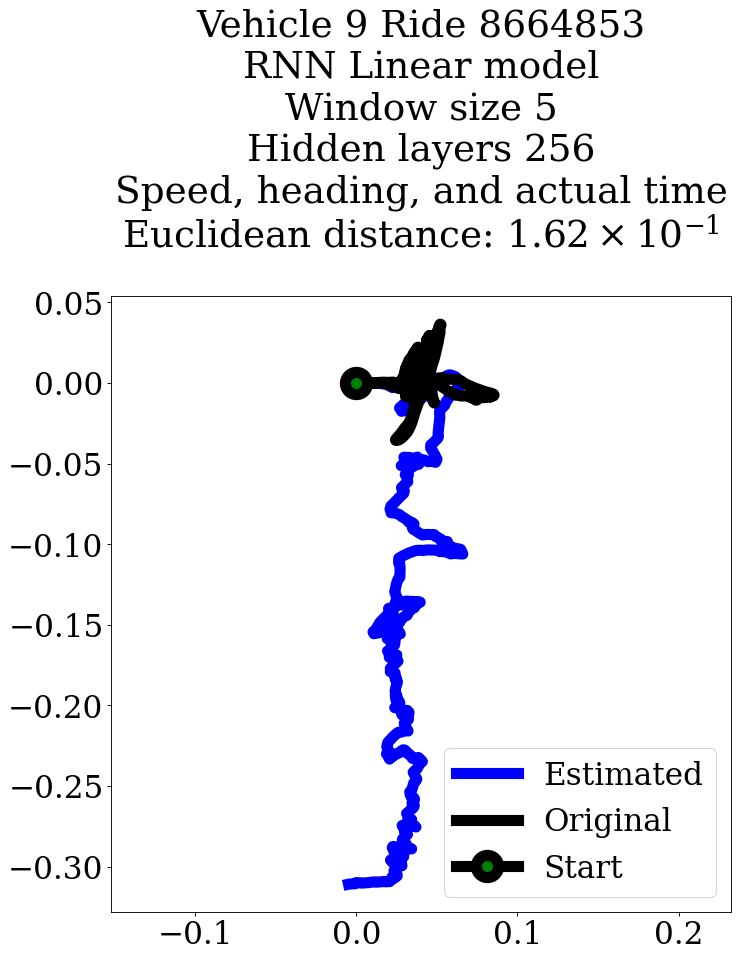 Vehicle 9 Ride 8664853
RNN Linear model
Window size 5
Hidden layers 256
Speed, heading, and actual time
Euclidean distance: 1.62 × 10⁻¹
0.05
0.00
−0.05
−0.10
−0.15
−0.20
−0.25
−0.30
Estimated
Original
Start
−0.1
0.0
0.1
0.2